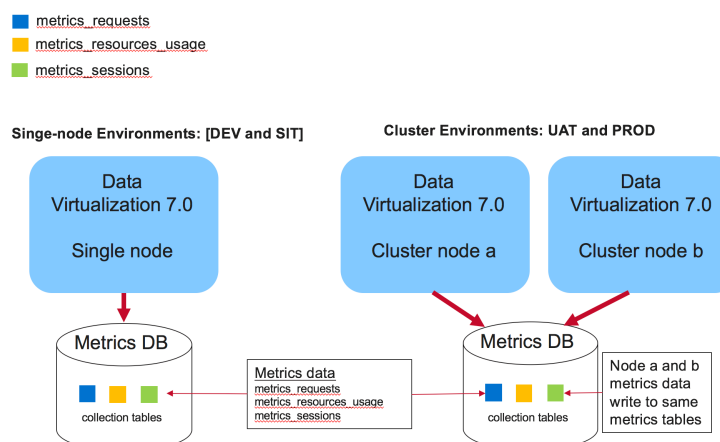 metrics_requests
metrics_resources_usage
metrics_sessions
Singe-node Environments: [DEV and SIT]
Cluster Environments: UAT and PROD
Data
Virtualization 7.0
Single node
Data
Virtualization 7.0
Cluster node a
Data
Virtualization 7.0
Cluster node b
Metrics DB
collection tables
Metrics data
metrics_requests
metrics_resources_usage
metrics_sessions
Metrics DB
collection tables
Node a and b
metrics data
write to same
metrics tables